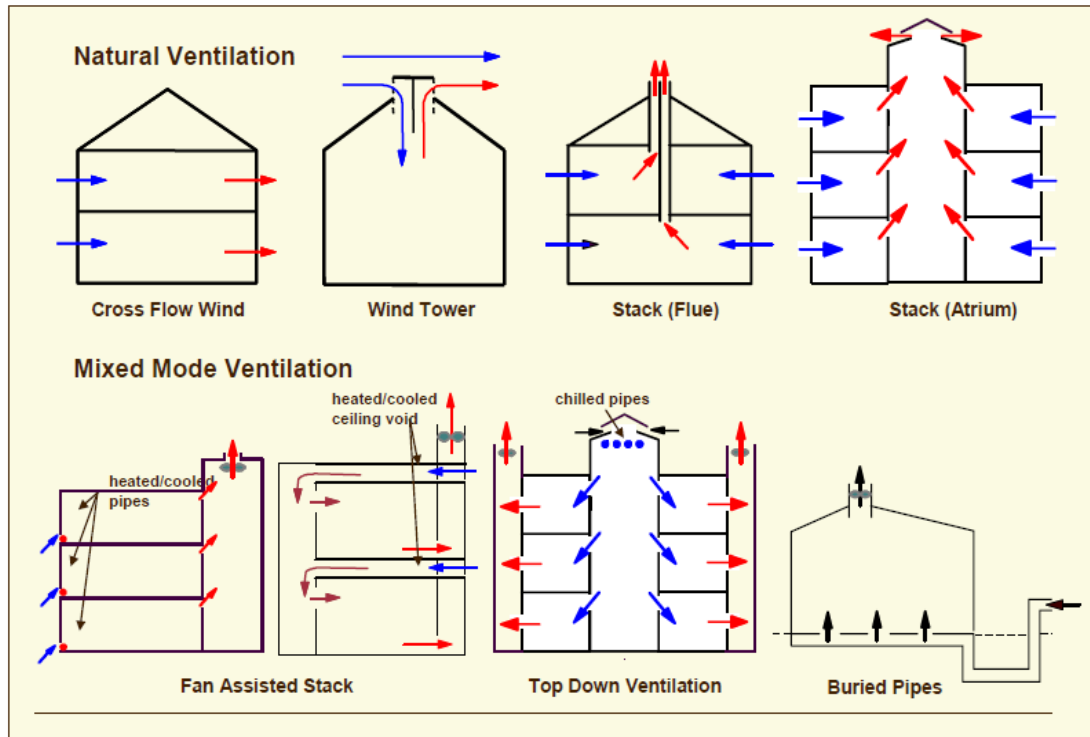 Natural Ventilation
Cross Flow Wind
Wind Tower
Stack (Flue)
Stack (Atrium)
Mixed Mode Ventilation
heated/cooled
pipes
heated/cooled
ceiling void
chilled pipes
Fan Assisted Stack
Top Down Ventilation
Buried Pipes